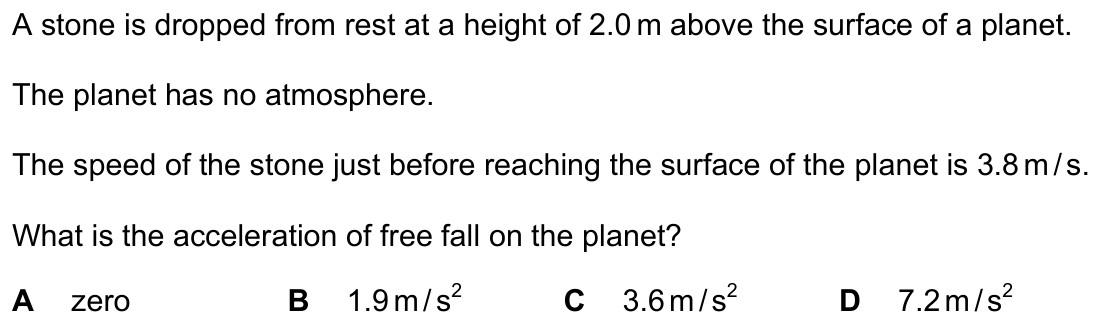 A stone is dropped from rest at a height of 2.0 m above the surface of a planet.
The planet has no atmosphere.
The speed of the stone just before reaching the surface of the planet is 3.8 m / s.
What is the acceleration of free fall on the planet?
A zero B 1.9 m / s² C 3.6 m / s² D 7.2 m / s²